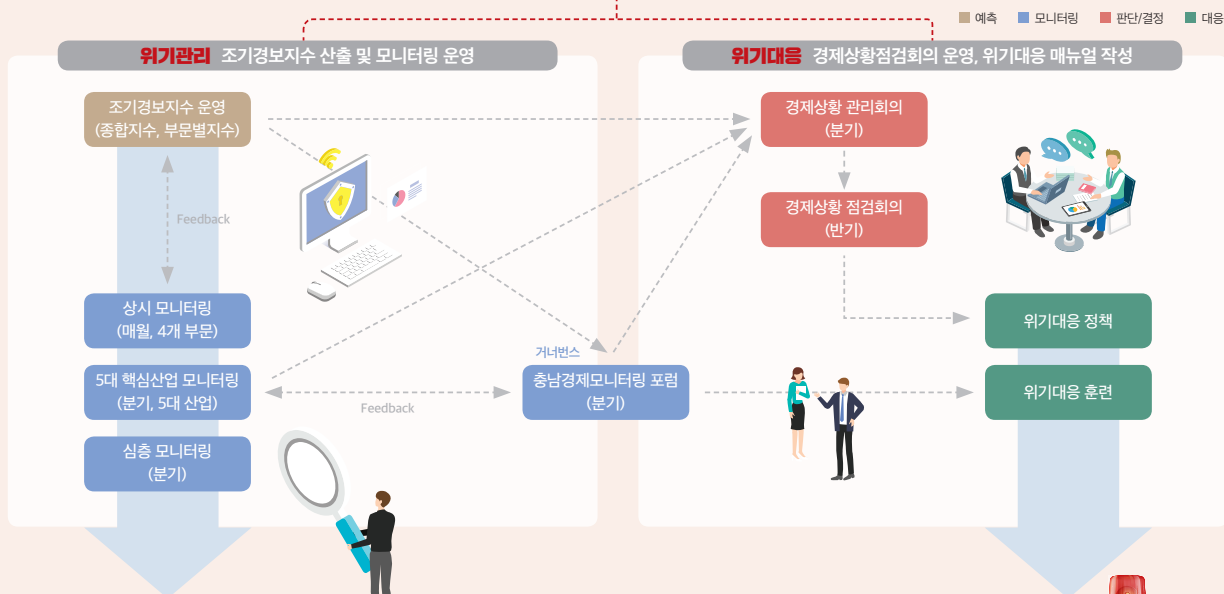 예측 모니터링 판단/결정 대응
위기관리 조기경보지수 산출 및 모니터링 운영
조기경보지수 운영
(종합지수, 부문별지수)
Feedback
상시 모니터링
(매월, 4개 부문)
5대 핵심산업 모니터링
(분기, 5대 산업)
심층 모니터링
(분기)
Feedback
거너번스
충남경제모니터링 포럼
(분기)
위기대응 경제상황점검회의 운영, 위기대응 매뉴얼 작성
경제상황 관리회의
(분기)
경제상황 점검회의
(반기)
위기대응 정책
위기대응 훈련